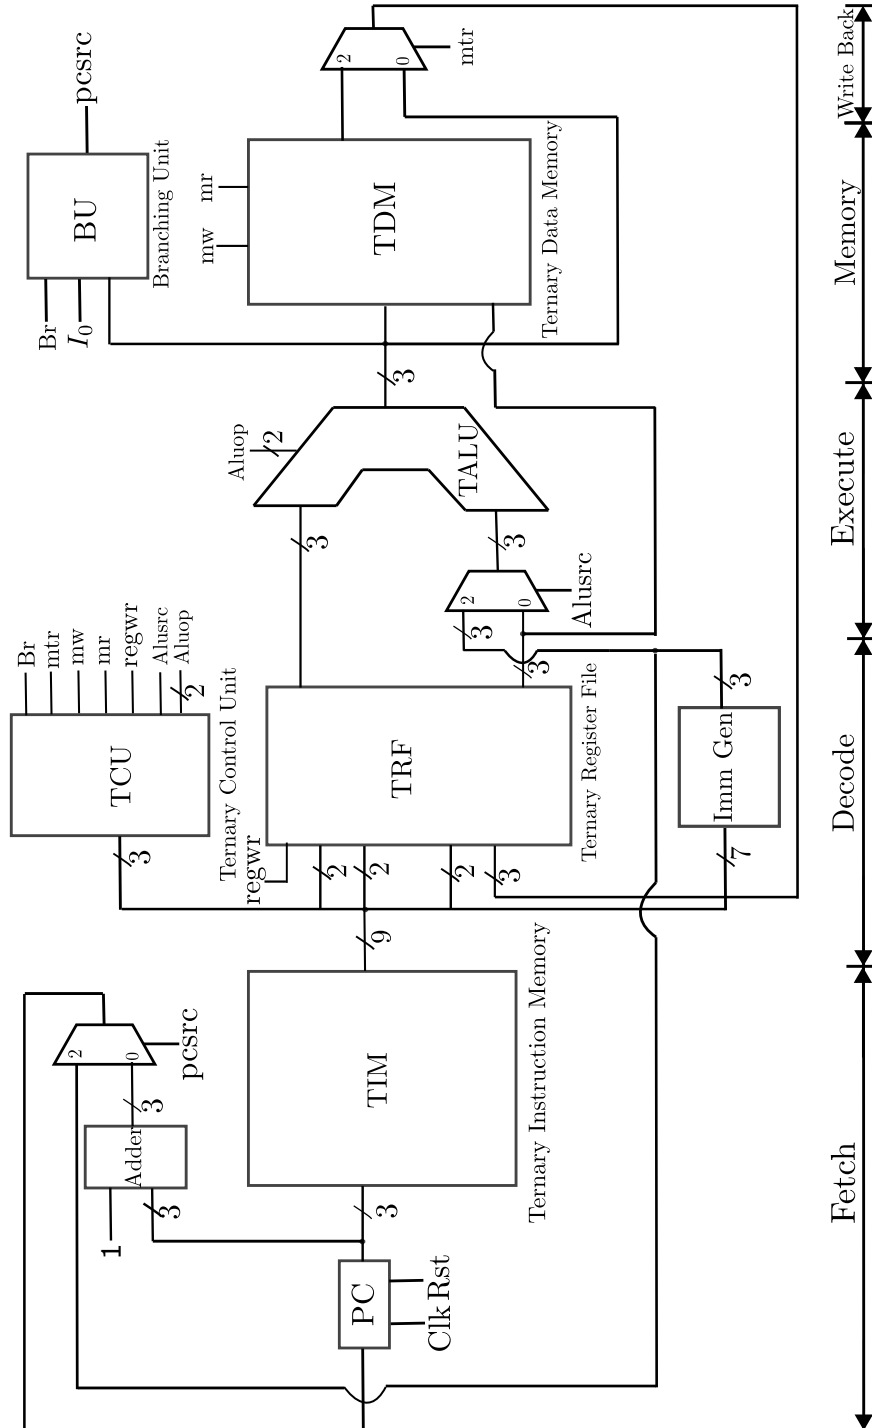 1
3
Adder
3
2
0
pcsrc
PC
Clk
Rst
3
TIM
Ternary Instruction Memory
9
3
TCU
Br
mtr
mw
mr
regwr
Alusrc
Aluop
2
Ternary Control Unit
regwr
2
2
2
3
TRF
Ternary Register File
7
Imm Gen
3
3
3
2
0
Alusrc
3
3
Aluop
2
TALU
3
Br
I₀
BU
Branching Unit
pcsrc
mw
mr
TDM
Ternary Data Memory
2
0
mtr
Fetch
Decode
Execute
Memory
Write Back